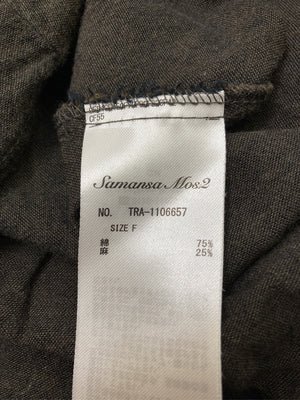 CF55
Samansa Mos2
NO. TRA-1106657
SIZE F
綿 75%
麻 25%